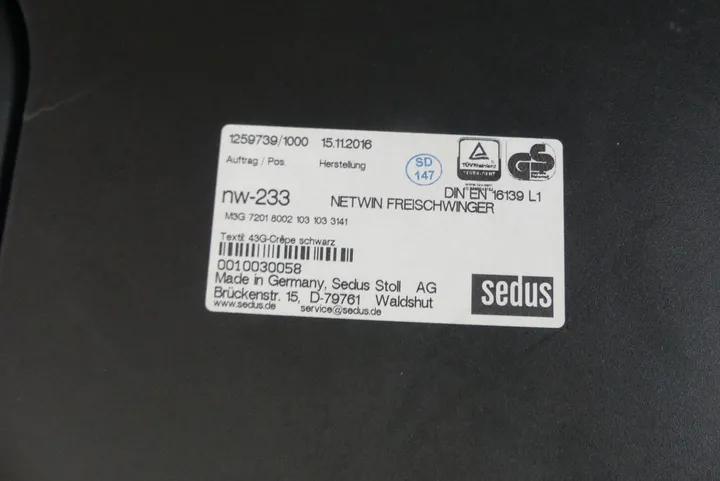 1259739/1000 15.11.2016
Auftrag / Pos. Herstellung
SD
147
TÜVRheinland
GS
DIN EN 16139 L1
nw-233 NETWIN FREISCHWINGER
M3G 7201 8002 103 103 3141
Textil: 43G-Crêpe schwarz
0010030058
Made in Germany, Sedus Stoll AG
Brückenstr. 15, D-79761 Waldshut
www.sedus.de service@sedus.de
sedus